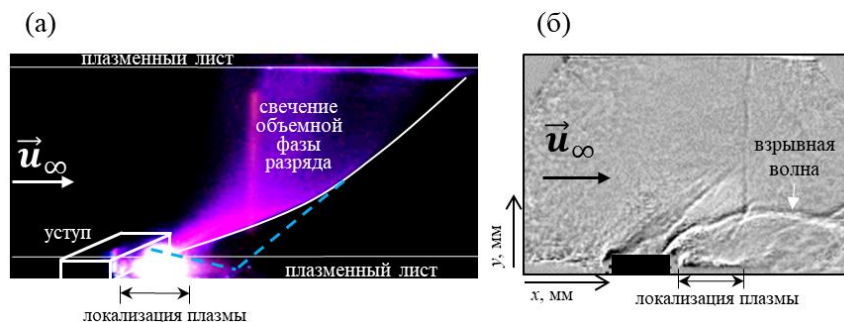 (а)
плазменный лист
свечение
объемной
фазы
разряда
u∞
уступ
плазменный лист
локализация плазмы
(б)
u∞
взрывная
волна
y, мм
x, мм
локализация плазмы